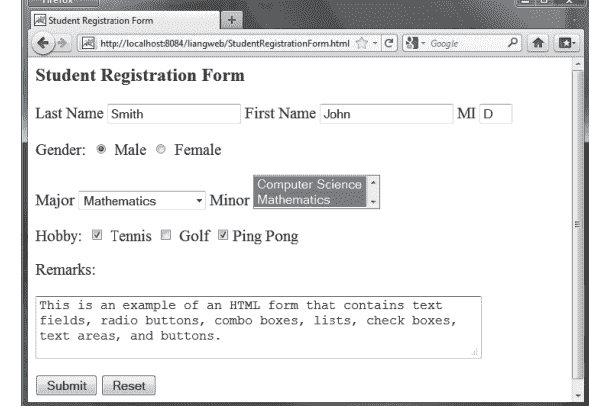 Firefox
Student Registration Form +
http://localhost:8084/liangweb/StudentRegistrationForm.html Google
Student Registration Form
Last Name Smith First Name John MI D
Gender: Male Female
Computer Science
Major Mathematics Minor Mathematics
Hobby: Tennis Golf Ping Pong
Remarks:
This is an example of an HTML form that contains text
fields, radio buttons, combo boxes, lists, check boxes,
text areas, and buttons.
Submit Reset